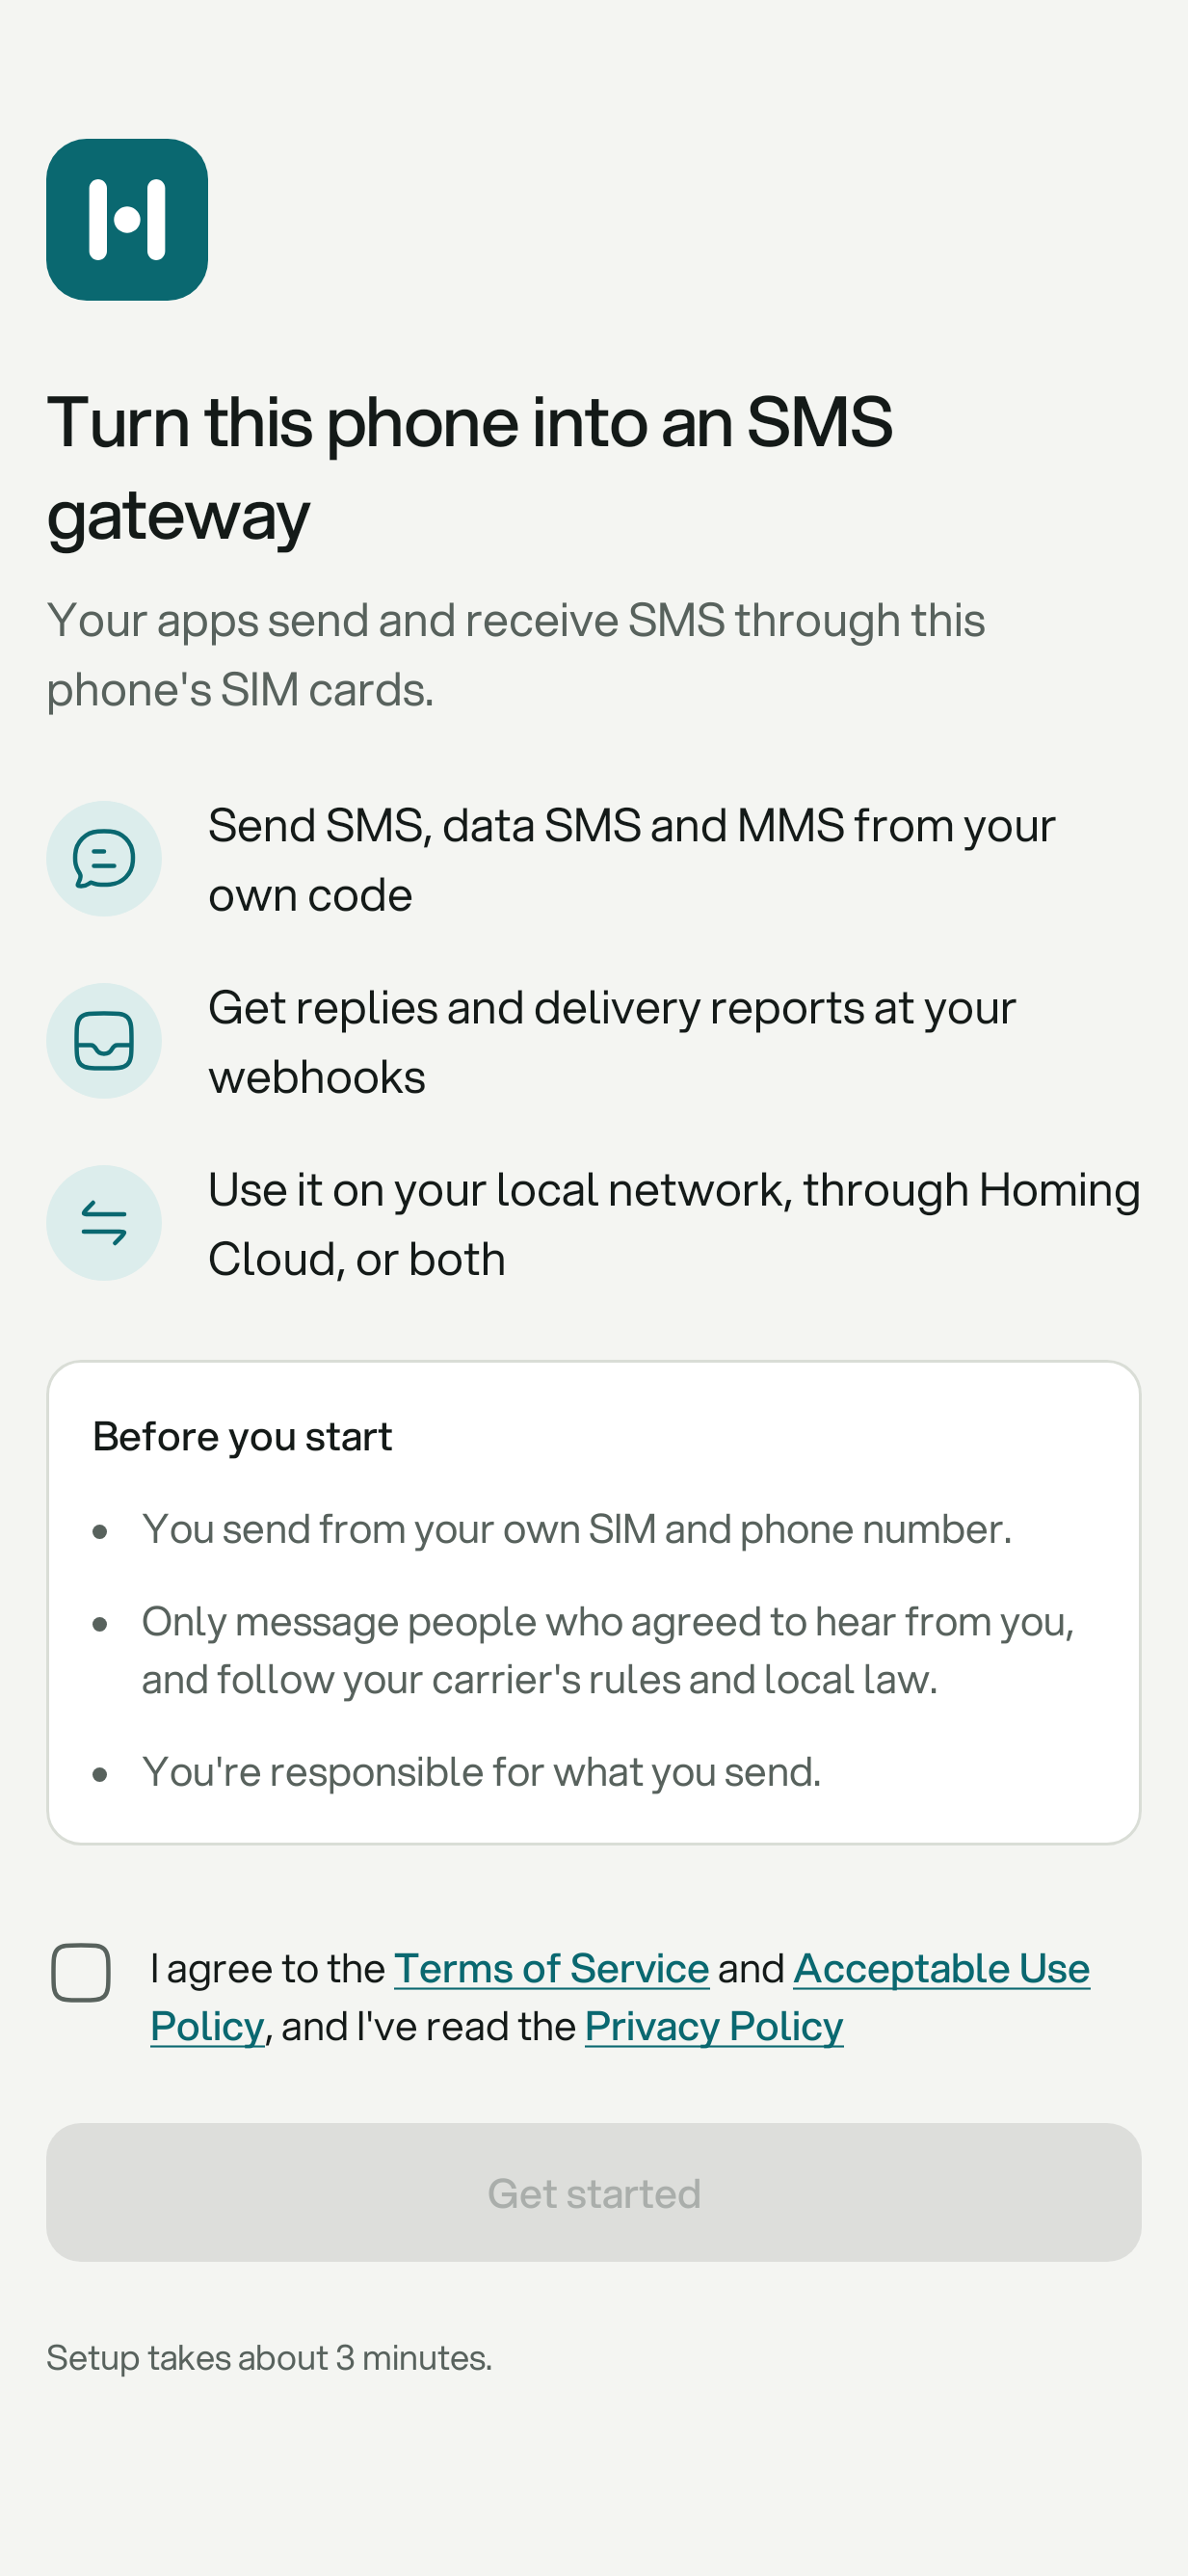 Turn this phone into an SMS
gateway
Your apps send and receive SMS through this
phone's SIM cards.
Send SMS, data SMS and MMS from your
own code
Get replies and delivery reports at your
webhooks
Use it on your local network, through Homing
Cloud, or both
Before you start
• You send from your own SIM and phone number.
• Only message people who agreed to hear from you,
and follow your carrier's rules and local law.
• You're responsible for what you send.
I agree to the Terms of Service and Acceptable Use
Policy, and I've read the Privacy Policy
Get started
Setup takes about 3 minutes.